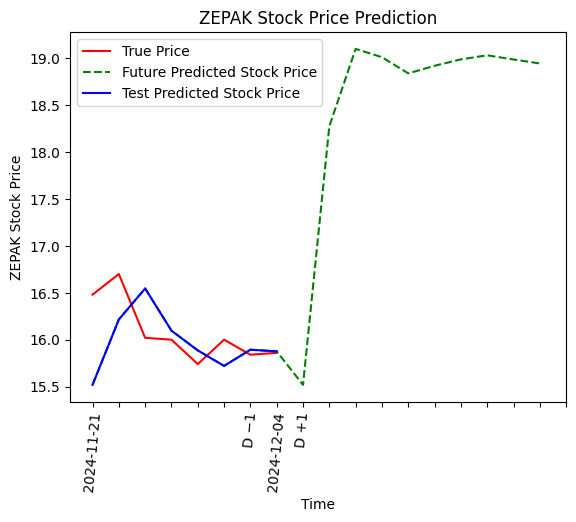 ZEPAK Stock Price Prediction
True Price
Future Predicted Stock Price
Test Predicted Stock Price
ZEPAK Stock Price
19.0
18.5
18.0
17.5
17.0
16.5
16.0
15.5
2024-11-21
D −1
2024-12-04
D +1
Time